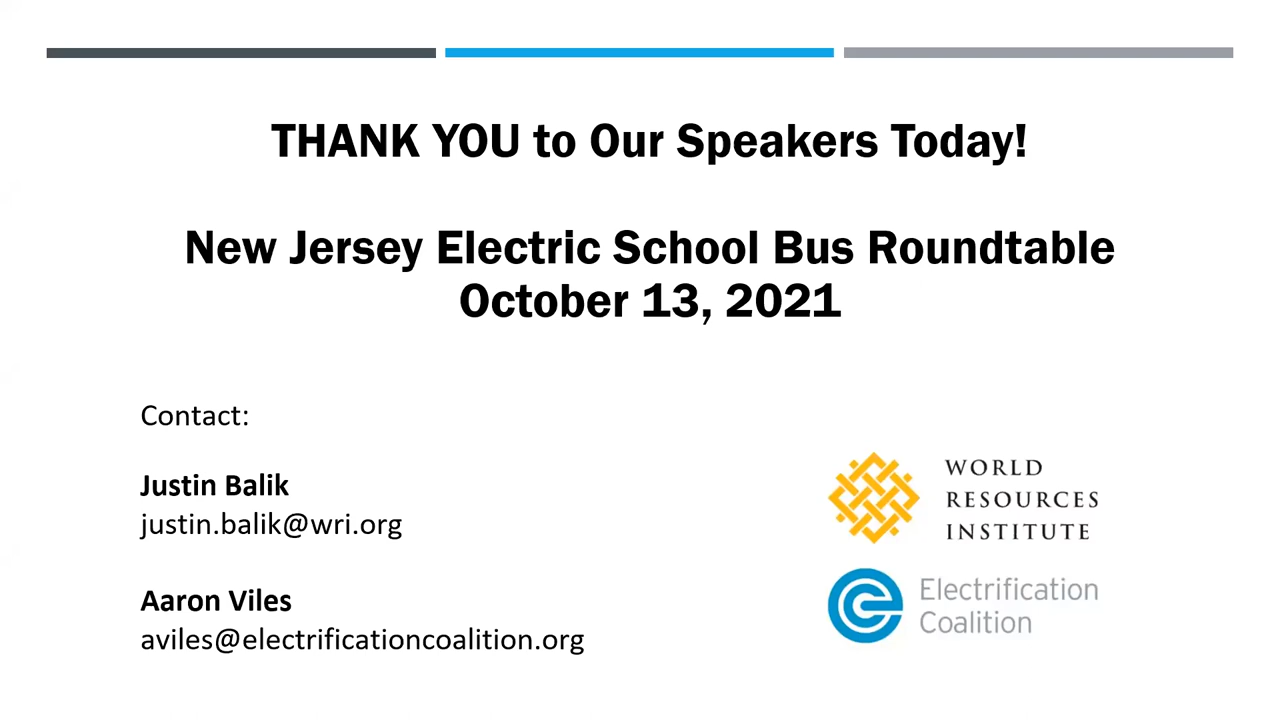 THANK YOU to Our Speakers Today!
New Jersey Electric School Bus Roundtable
October 13, 2021
Contact:
Justin Balik
justin.balik@wri.org
Aaron Viles
aviles@electrificationcoalition.org
WORLD
RESOURCES
INSTITUTE
Electrification
Coalition